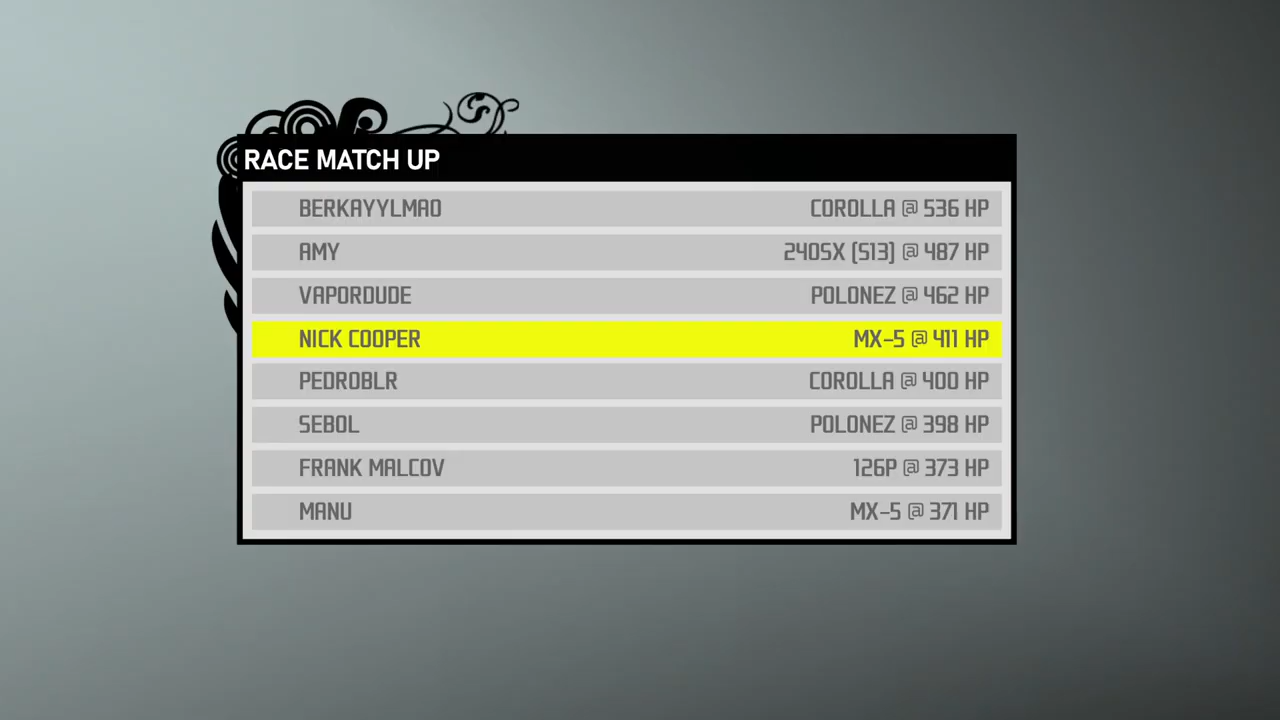 RACE MATCH UP
BERKAYYLMAO COROLLA @ 536 HP
AMY 240SX [S13] @ 487 HP
VAPORDUDE POLONEZ @ 462 HP
NICK COOPER MX-5 @ 411 HP
PEDROBLR COROLLA @ 400 HP
SEBOL POLONEZ @ 398 HP
FRANK MALCOV 126P @ 373 HP
MANU MX-5 @ 371 HP